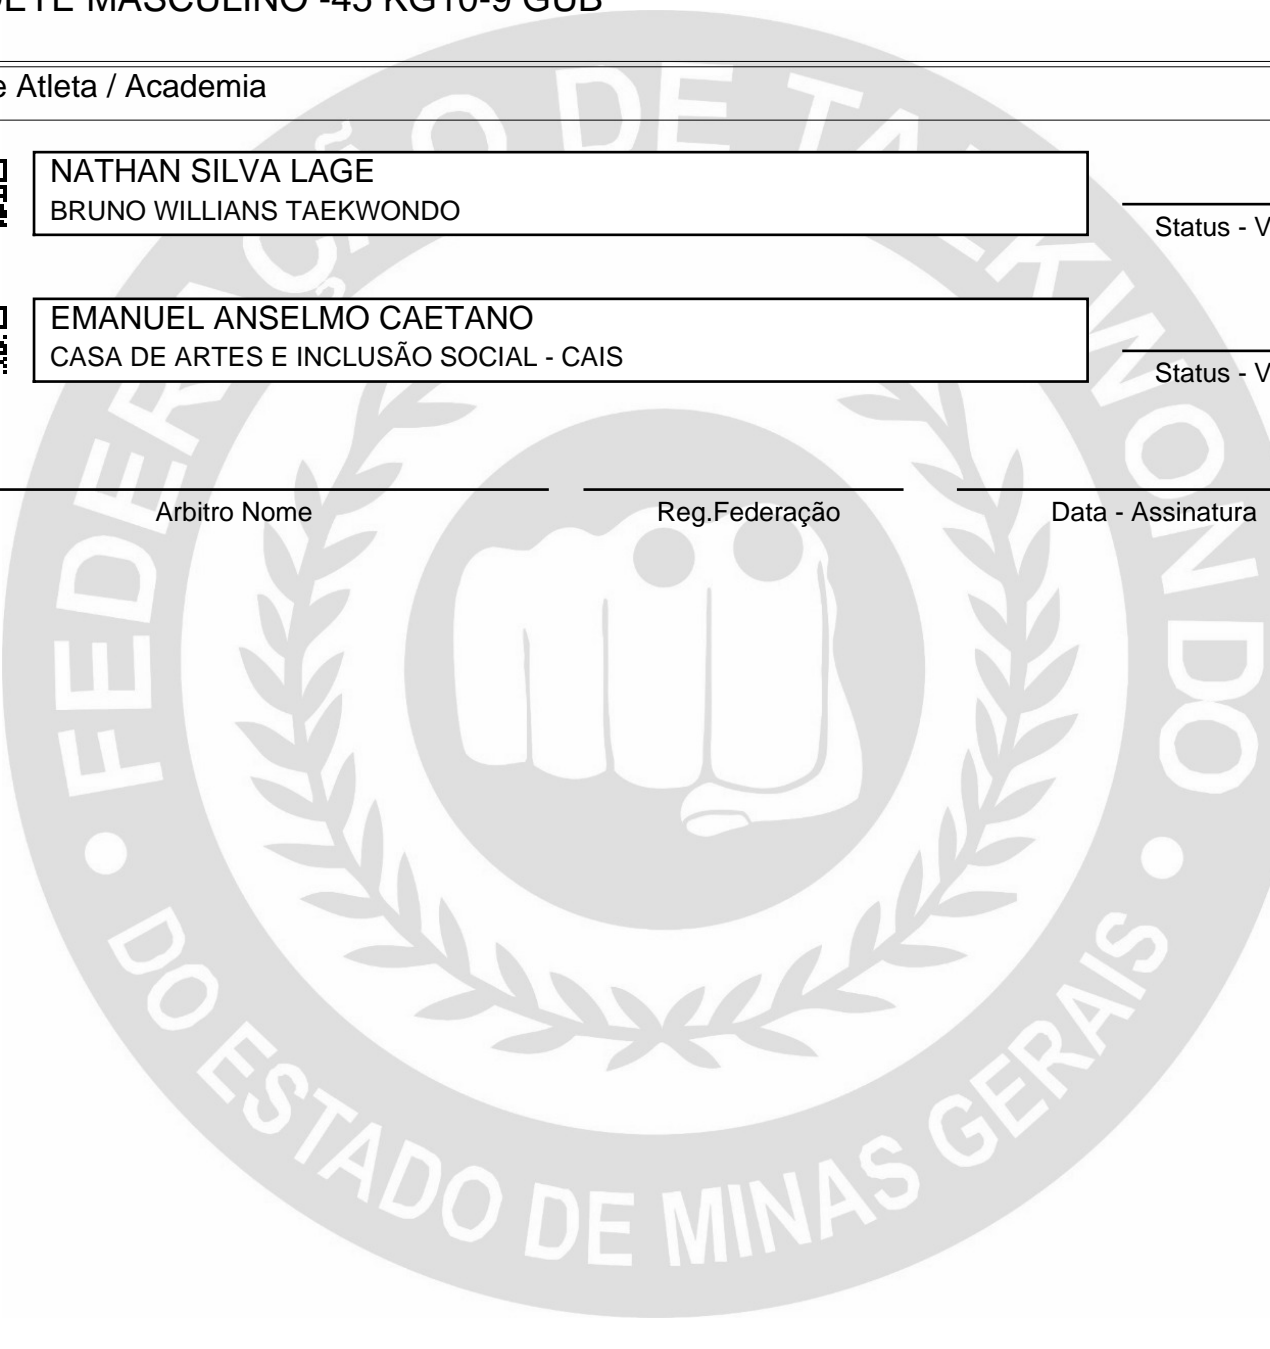 MASCULINO -45 KG10-9 GUB
Atleta / Academia
NATHAN SILVA LAGE
BRUNO WILLIANS TAEKWONDO
Status - V
EMANUEL ANSELMO CAETANO
CASA DE ARTES E INCLUSÃO SOCIAL - CAIS
Status - V
Arbitro Nome
Reg.Federação
Data - Assinatura
FEDERAÇÃO DE TAEKWONDO
DO ESTADO DE MINAS GERAIS